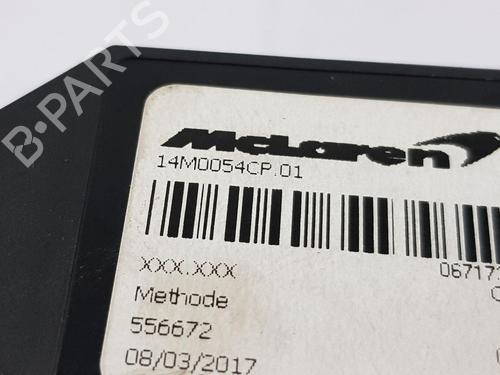 B-PARTS
McLaren
14M0054CP.01
XXX.XXX
Methode
556672
08/03/2017